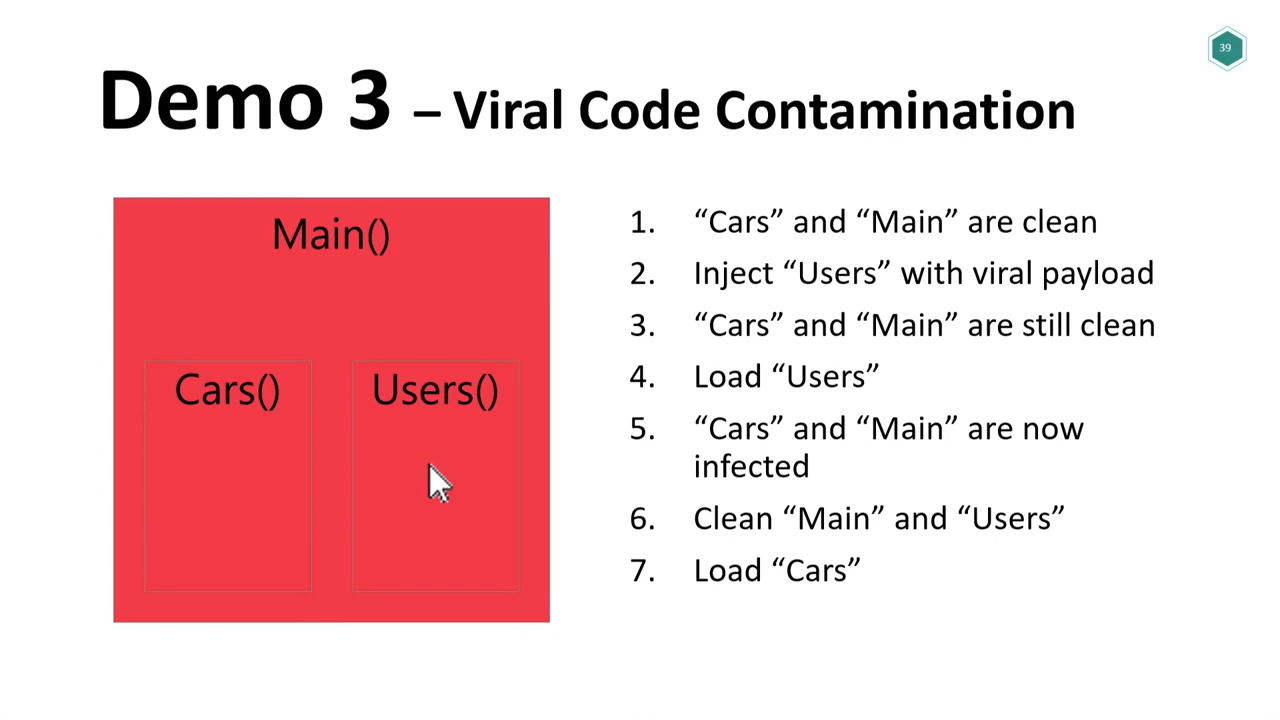 39
Demo 3 – Viral Code Contamination
Main()
Cars()
Users()
1. “Cars” and “Main” are clean
2. Inject “Users” with viral payload
3. “Cars” and “Main” are still clean
4. Load “Users”
5. “Cars” and “Main” are now
infected
6. Clean “Main” and “Users”
7. Load “Cars”